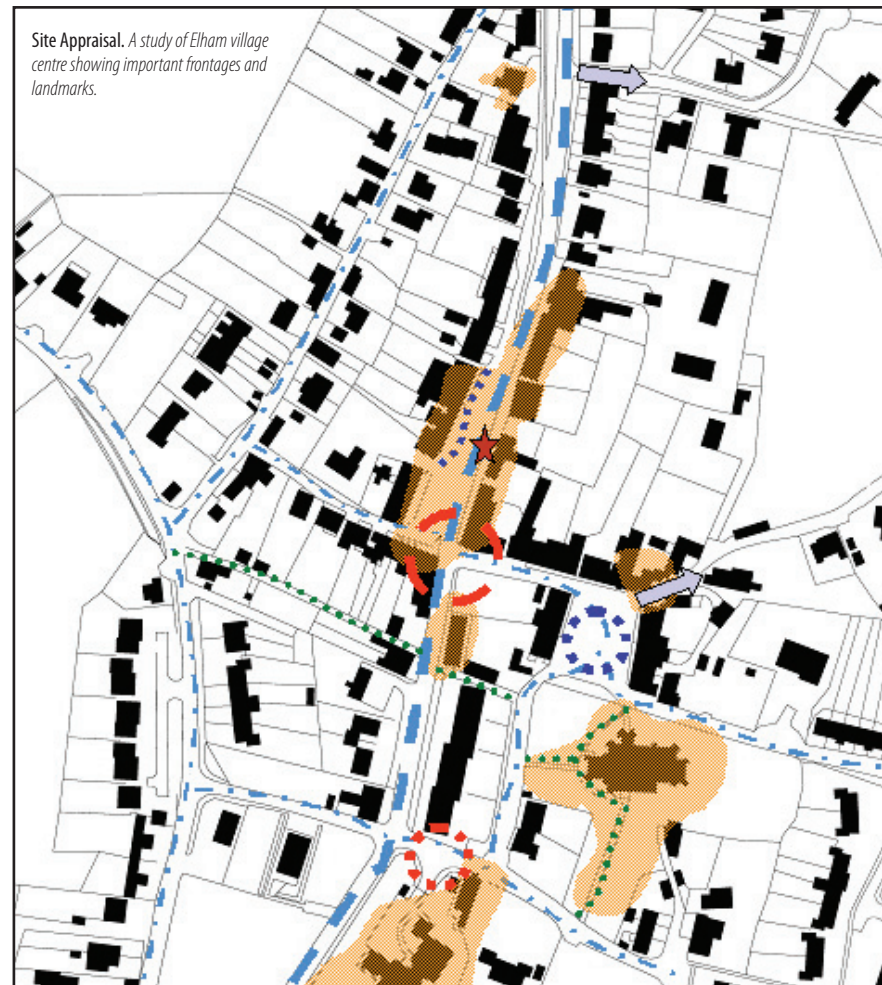 Site Appraisal. A study of Elham village
centre showing important frontages and
landmarks.